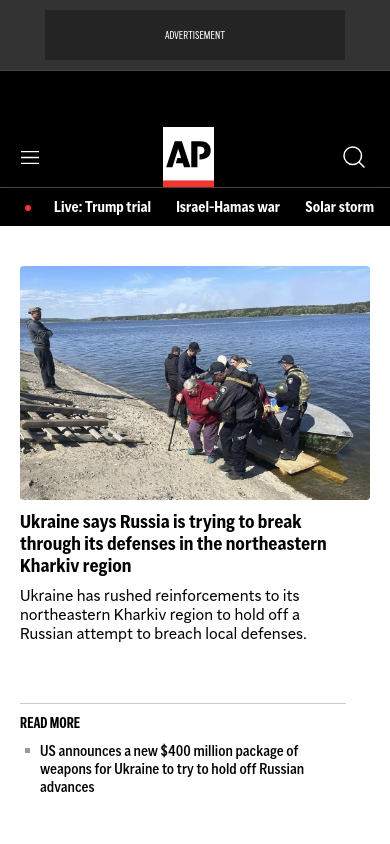 ADVERTISEMENT
AP
Live: Trump trial Israel-Hamas war Solar storm
Ukraine says Russia is trying to break
through its defenses in the northeastern
Kharkiv region
Ukraine has rushed reinforcements to its
northeastern Kharkiv region to hold off a
Russian attempt to breach local defenses.
READ MORE
US announces a new $400 million package of
weapons for Ukraine to try to hold off Russian
advances